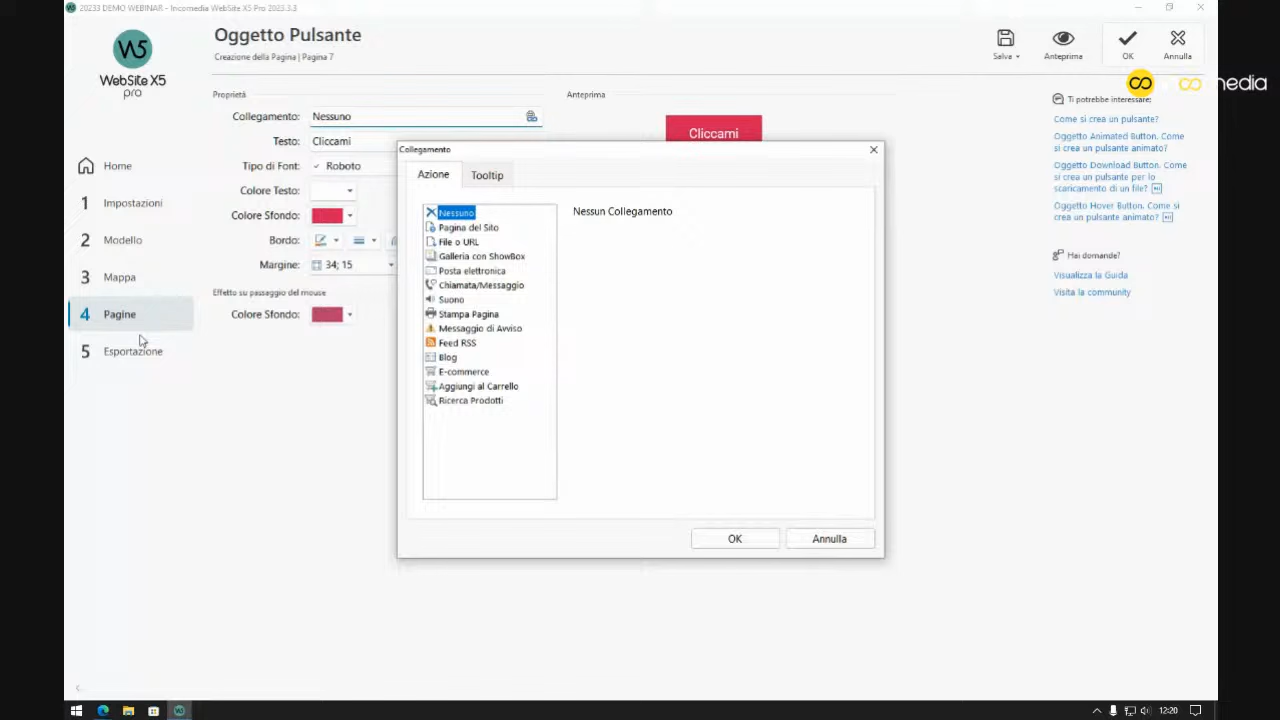 20233 DEMO WEBINAR - Incomedia WebSite X5 Pro 2023.3.3
W5
WebSite X5
pro
Home
1 Impostazioni
2 Modello
3 Mappa
4 Pagine
5 Esportazione
Oggetto Pulsante
Creazione della Pagina | Pagina 7
Salva
Anteprima
OK
Annulla
media
Proprietà
Collegamento: Nessuno
Testo: Cliccami
Tipo di Font: Roboto
Colore Testo:
Colore Sfondo:
Bordo:
Margine: 34; 15
Effetto su passaggio del mouse
Colore Sfondo:
Anteprima
Cliccami
Collegamento
Azione
Tooltip
Nessuno
Pagina del Sito
File o URL
Galleria con ShowBox
Posta elettronica
Chiamata/Messaggio
Suono
Stampa Pagina
Messaggio di Avviso
Feed RSS
Blog
E-commerce
Aggiungi al Carrello
Ricerca Prodotti
Nessun Collegamento
OK
Annulla
Ti potrebbe interessare:
Come si crea un pulsante?
Oggetto Animated Button. Come
si crea un pulsante animato?
Oggetto Download Button. Come
si crea un pulsante per lo
scaricamento di un file?
Oggetto Hover Button. Come si
crea un pulsante animato?
Hai domande?
Visualizza la Guida
Visita la community
12:20